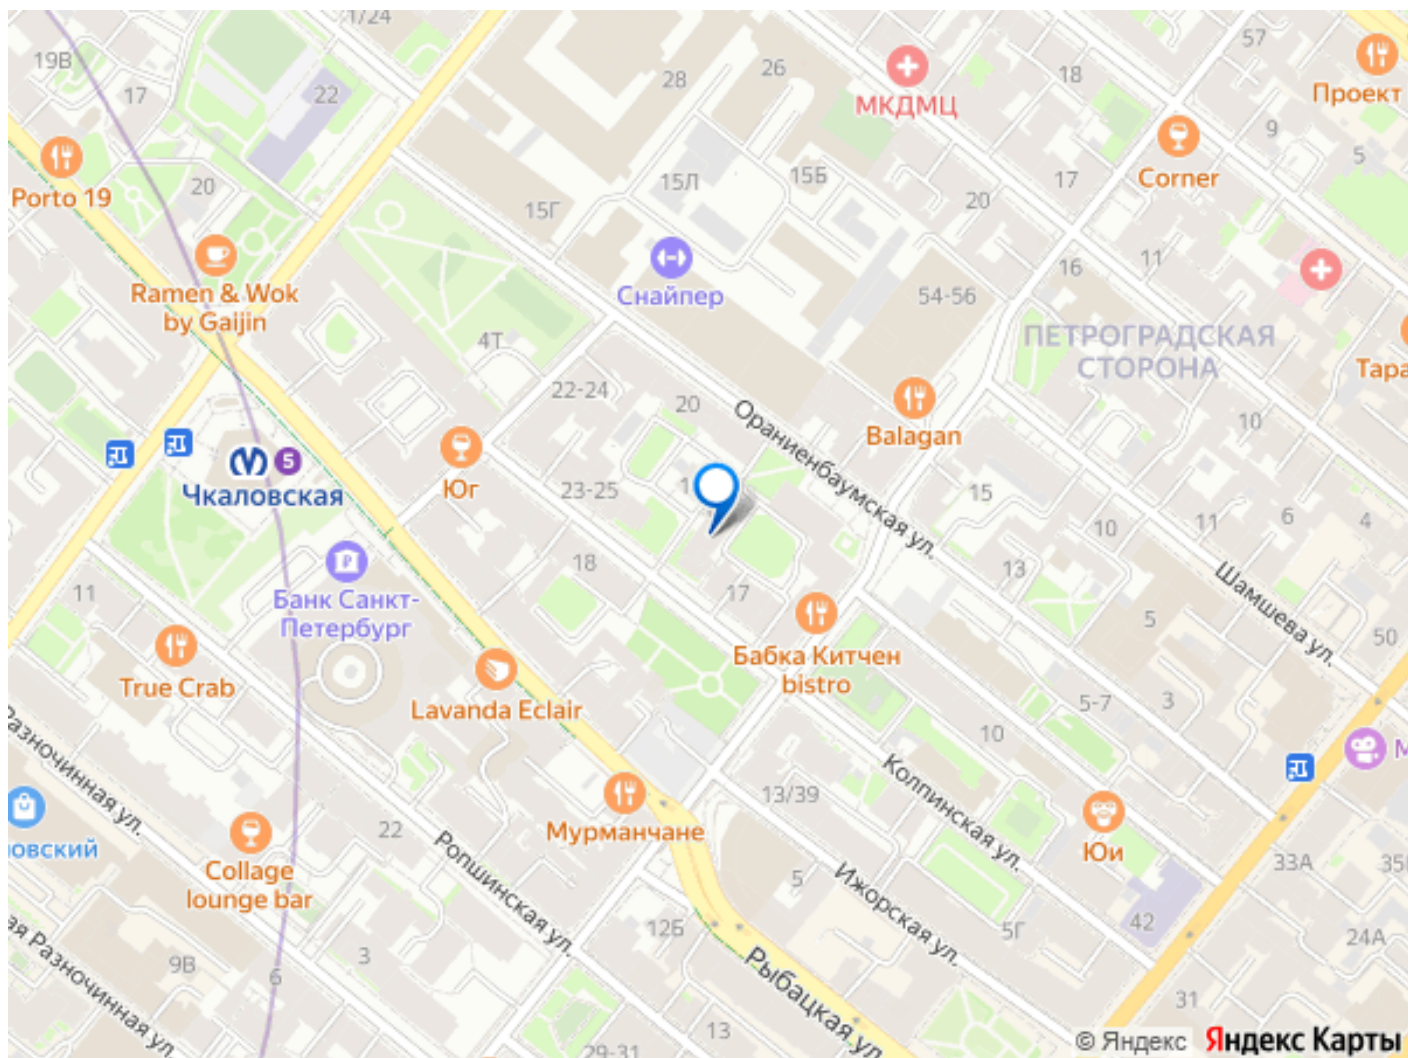 1/24
19В
17
22
28
26
МКДМЦ
57
18
Проект
9
5
Corner
Porto 19
20
15Г
15Л
15Б
17
20
11
16
Ramen & Wok
by Gaijin
Снайпер
54-56
ПЕТРОГРАДСКАЯ
СТОРОНА
4Т
22-24
20
Balagan
10
Ораниенбаумская ул.
5
Чкаловская
Юг
23-25
15
10
11
6
4
Шамшева ул.
Банк Санкт-
Петербург
11
18
17
13
5
50
Бабка Китчен
bistro
True Crab
Lavanda Eclair
5-7
3
10
Колпинская ул.
Разночинная ул.
13/39
Мурманчане
22
Collage
lounge bar
Ропшинская ул.
Юи
33А
5
Ижорская ул.
5Г
42
12Б
24А
3
9В
6
Рыбацкая ул.
31
13
29-31
© Яндекс Яндекс Карты